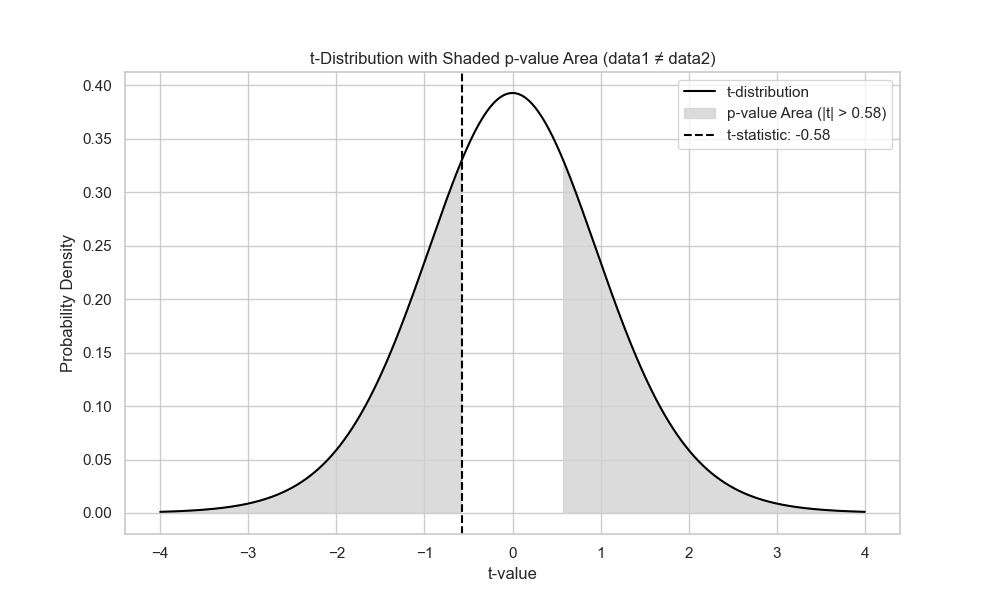 t-Distribution with Shaded p-value Area (data1 ≠ data2)
t-distribution
p-value Area (|t| > 0.58)
t-statistic: -0.58
Probability Density
0.40
0.35
0.30
0.25
0.20
0.15
0.10
0.05
0.00
−4 −3 −2 −1 0 1 2 3 4
t-value